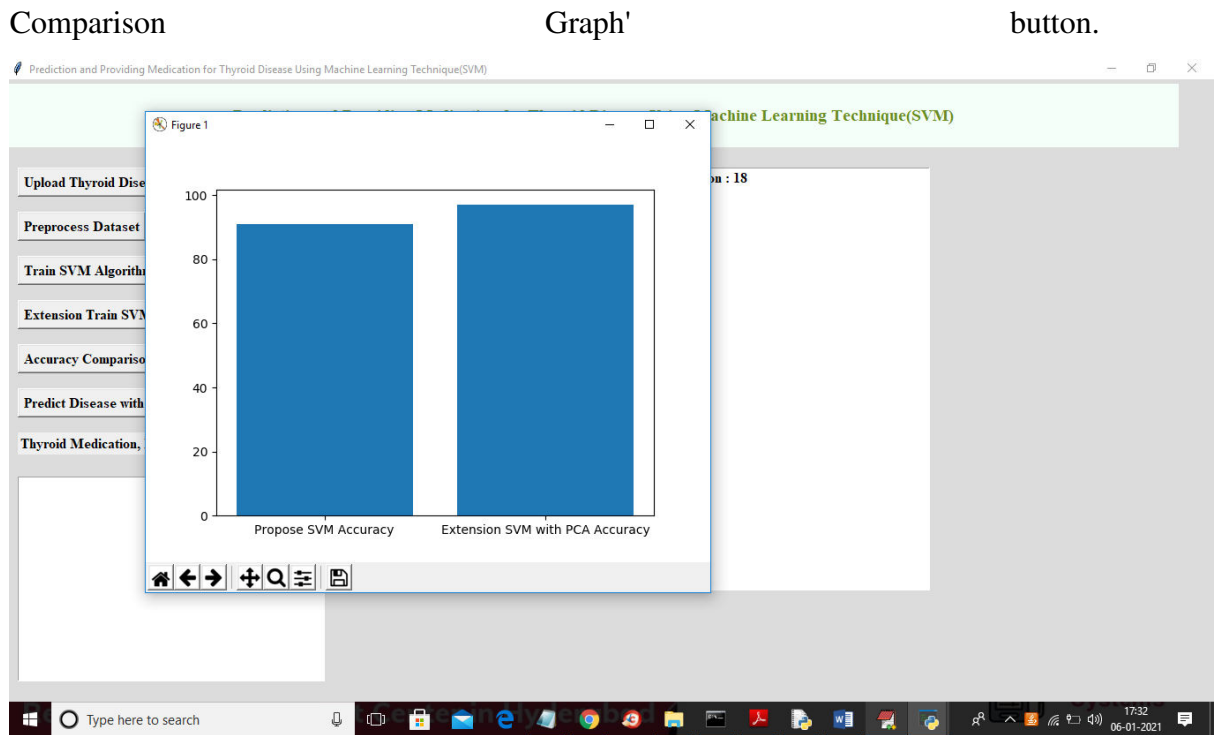 Comparison Graph' button.
Prediction and Providing Medication for Thyroid Disease Using Machine Learning Technique(SVM)
achine Learning Technique(SVM)
Figure 1
Upload Thyroid Dise
on : 18
Preprocess Dataset
Train SVM Algorith
Extension Train SV
Accuracy Compariso
Predict Disease with
Thyroid Medication,
100
80
60
40
20
0
Propose SVM Accuracy Extension SVM with PCA Accuracy
Type here to search
17:32
06-01-2021